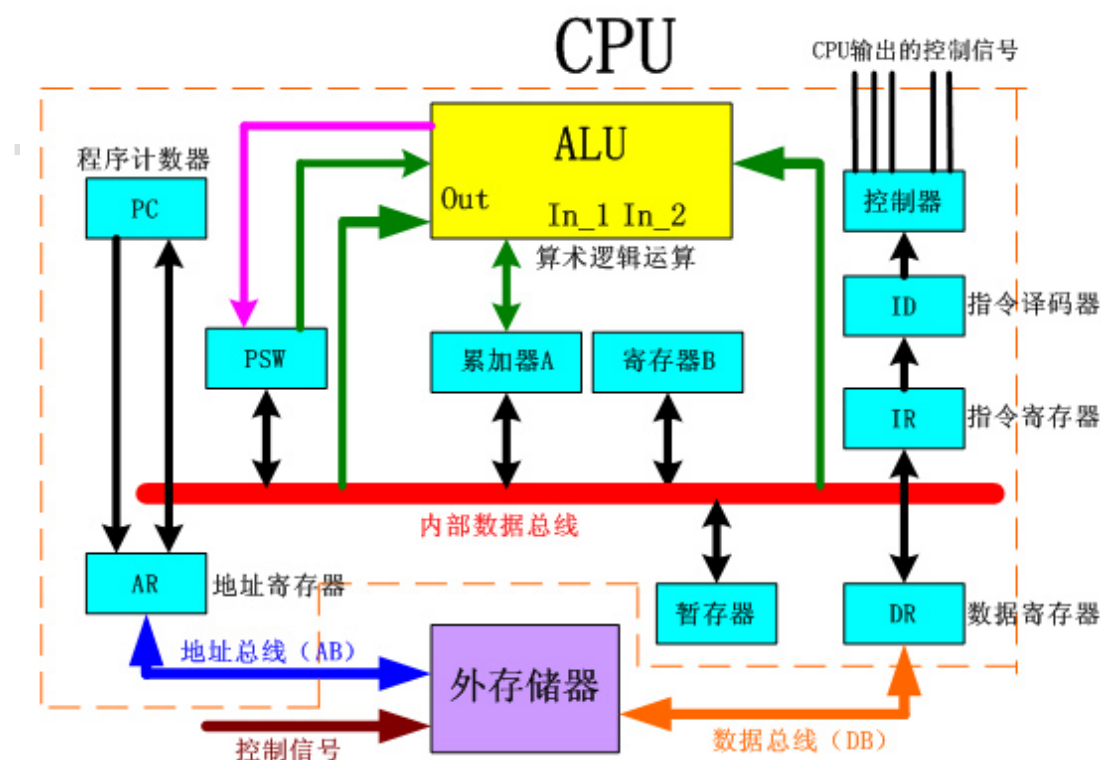 CPU
CPU输出的控制信号
程序计数器
PC
ALU
Out
In_1 In_2
算术逻辑运算
控制器
ID
指令译码器
PSW
累加器A
寄存器B
IR
指令寄存器
内部数据总线
AR
地址寄存器
暂存器
DR
数据寄存器
地址总线（AB）
外存储器
控制信号
数据总线（DB）